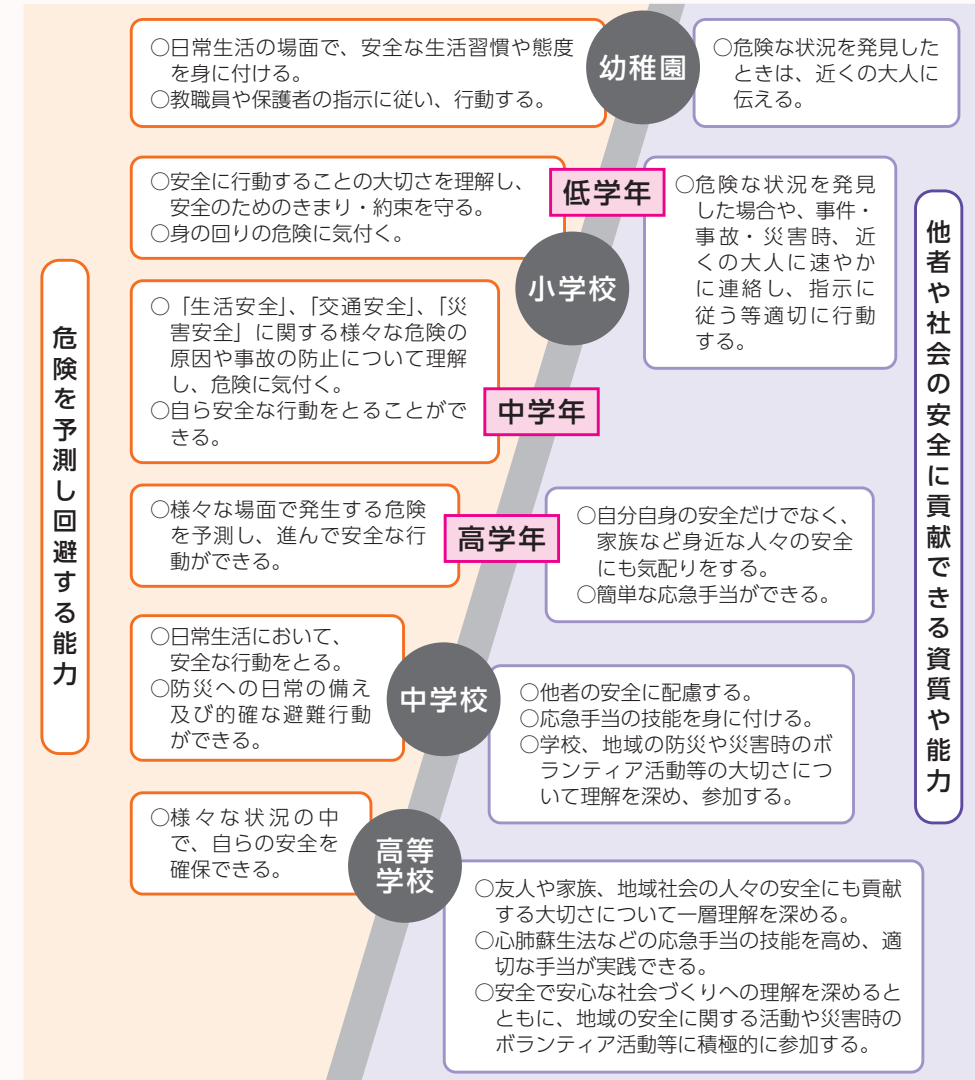 ○日常生活の場面で、安全な生活習慣や態度
を身に付ける。
○教職員や保護者の指示に従い、行動する。
幼稚園
○危険な状況を発見した
ときは、近くの大人に
伝える。
○安全に行動することの大切さを理解し、
安全のためのきまり・約束を守る。
○身の回りの危険に気付く。
低学年
○危険な状況を発見
した場合や、事件・
事故・災害時、近
くの大人に速やか
に連絡し、指示に
従う等適切に行動
する。
小学校
○「生活安全」、「交通安全」、「災
害安全」に関する様々な危険の
原因や事故の防止について理解
し、危険に気付く。
○自ら安全な行動をとることがで
きる。
中学年
○様々な場面で発生する危険
を予測し、進んで安全な行
動ができる。
高学年
○自分自身の安全だけでなく、
家族など身近な人々の安全
にも気配りをする。
○簡単な応急手当ができる。
○日常生活において、
安全な行動をとる。
○防災への日常の備え
及び的確な避難行動
ができる。
中学校
○他者の安全に配慮する。
○応急手当の技能を身に付ける。
○学校、地域の防災や災害時のボ
ランティア活動等の大切さにつ
いて理解を深め、参加する。
○様々な状況の中
で、自らの安全を
確保できる。
高等
学校
○友人や家族、地域社会の人々の安全にも貢献
する大切さについて一層理解を深める。
○心肺蘇生法などの応急手当の技能を高め、適
切な手当が実践できる。
○安全で安心な社会づくりへの理解を深めると
ともに、地域の安全に関する活動や災害時の
ボランティア活動等に積極的に参加する。
危険を予測し回避する能力
他者や社会の安全に貢献できる資質や能力